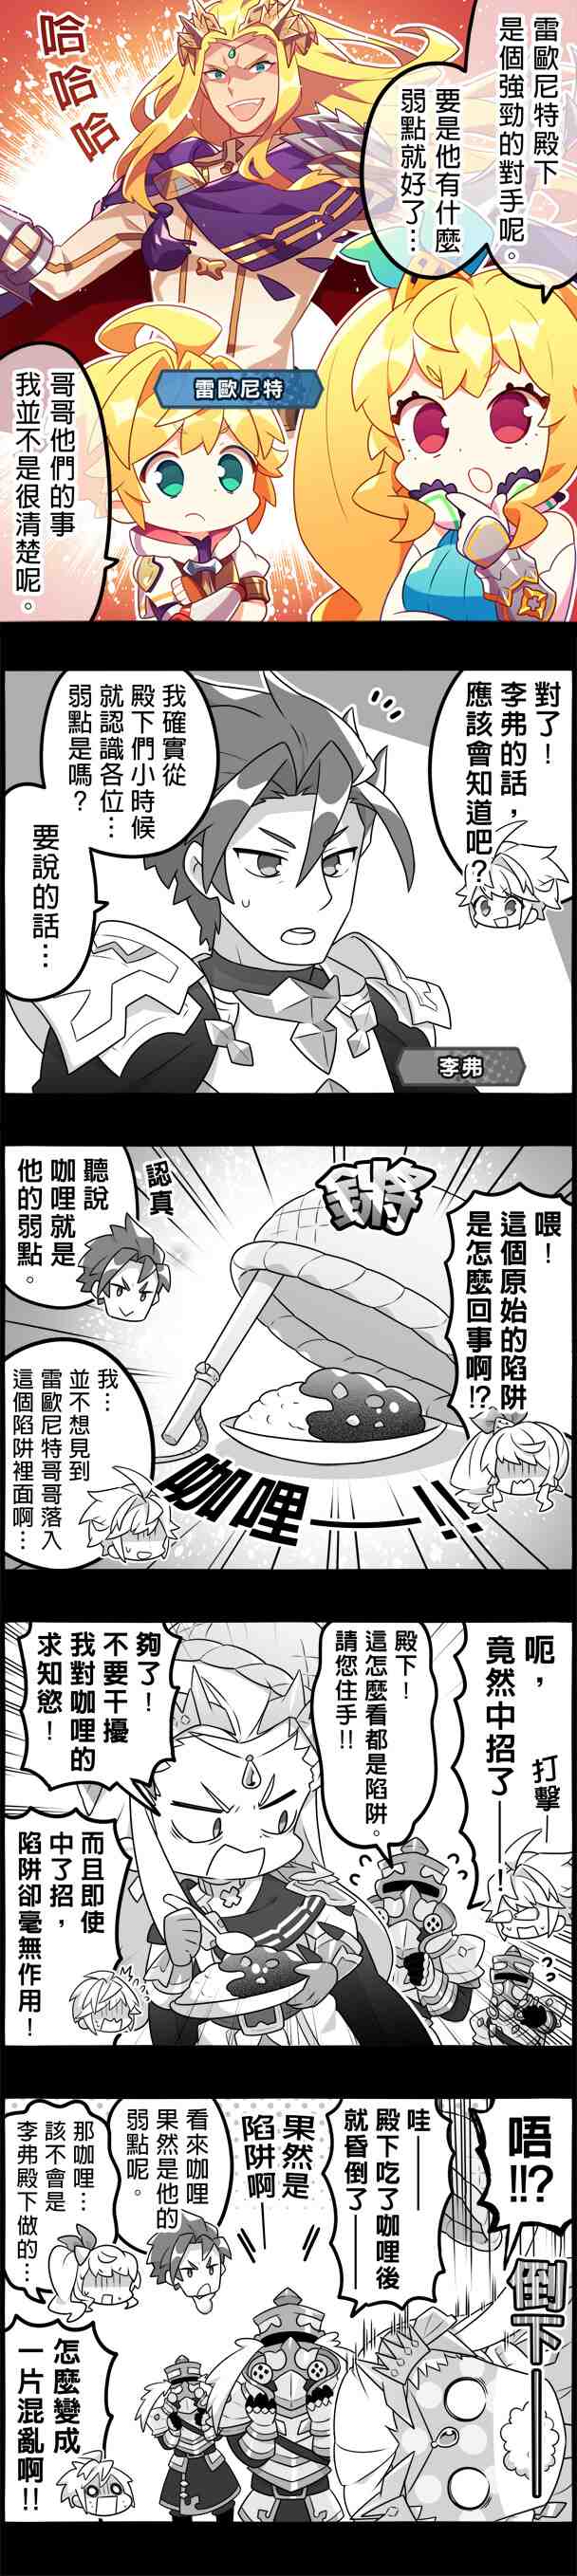 雷歐尼特殿下
是個強勁的對手呢。
要是他有什麼
弱點就好了…
哈哈哈
雷歐尼特
哥哥他們的事
我並不是很清楚呢。
對了！
李弗的話，
應該會知道吧？
我確實從
殿下們小時候
就認識各位…
弱點是嗎？
要說的話…
李弗
喂！
這個原始的陷阱
是怎麼回事啊!?
鏘
認真
聽說
咖哩就是
他的弱點。
咖哩——!!
我…
並不想見到
雷歐尼特哥哥落入
這個陷阱裡面啊…
呃，
竟然中招了——！
打擊—
殿下！
這怎麼看都是陷阱。
請您住手!!
夠了！
不要干擾
我對咖哩的
求知慾！
而且即使
中了招，
陷阱卻毫無作用！
唔!!?
倒下——
哇——
殿下吃了咖哩後
就昏倒了——
果然是
陷阱啊——
看來咖哩
果然是他的
弱點呢。
那咖哩…
該不會是
李弗殿下做的…
怎麼變成
一片混亂啊!!